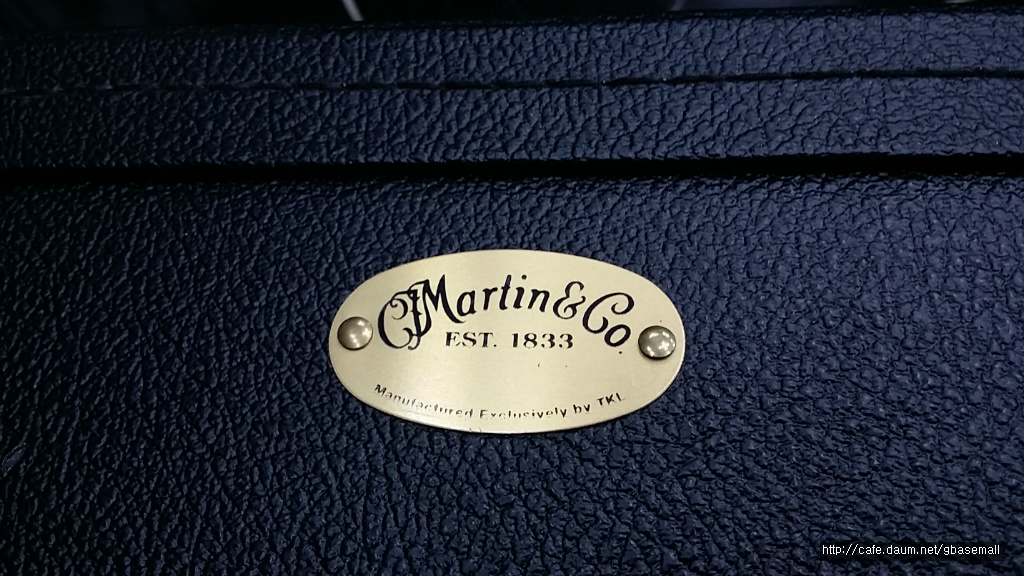 CFMartin & Co
EST. 1833
Manufactured Exclusively by TKL
http://cafe.daum.net/gbasemall